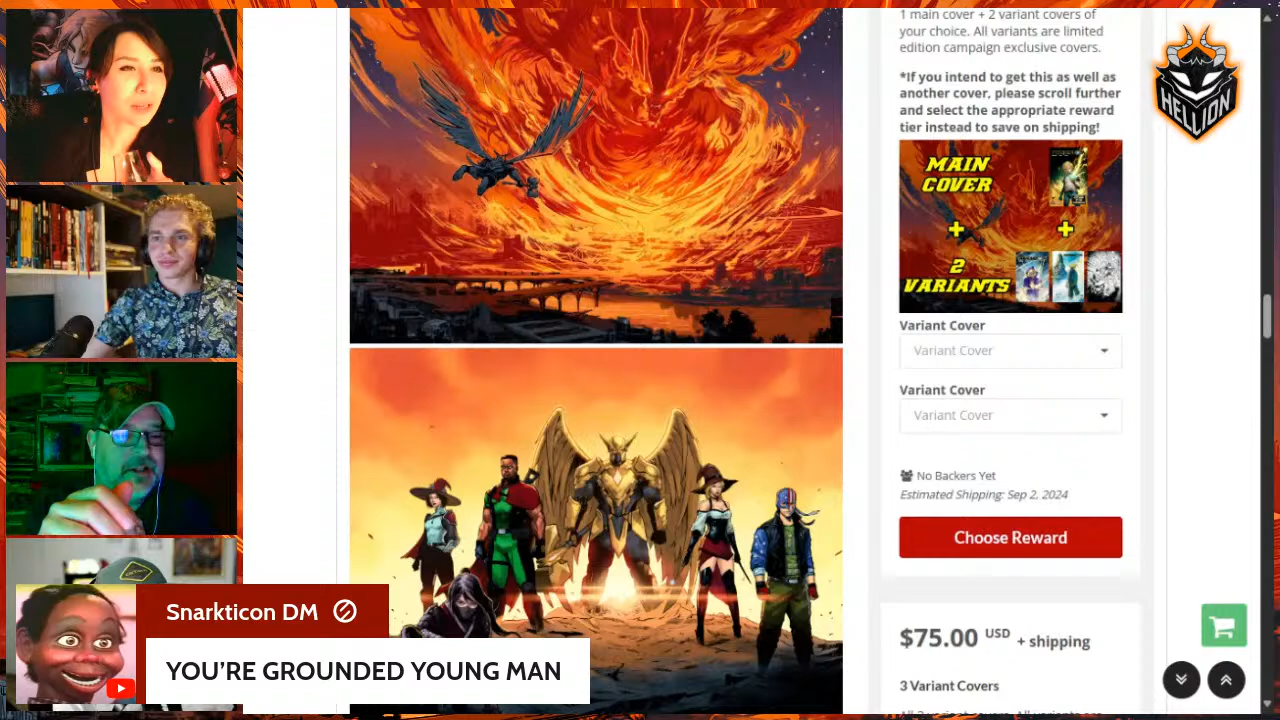 1 main cover + 2 variant covers of
your choice. All variants are limited
edition campaign exclusive covers.
*If you intend to get this as well as
another cover, please scroll further
and select the appropriate reward
tier instead to save on shipping!
HELLION
MAIN
COVER
+
+
2
VARIANTS
Variant Cover
Variant Cover
Variant Cover
Variant Cover
No Backers Yet
Estimated Shipping: Sep 2, 2024
Choose Reward
$75.00 USD + shipping
3 Variant Covers
Snarkticon DM
YOU’RE GROUNDED YOUNG MAN